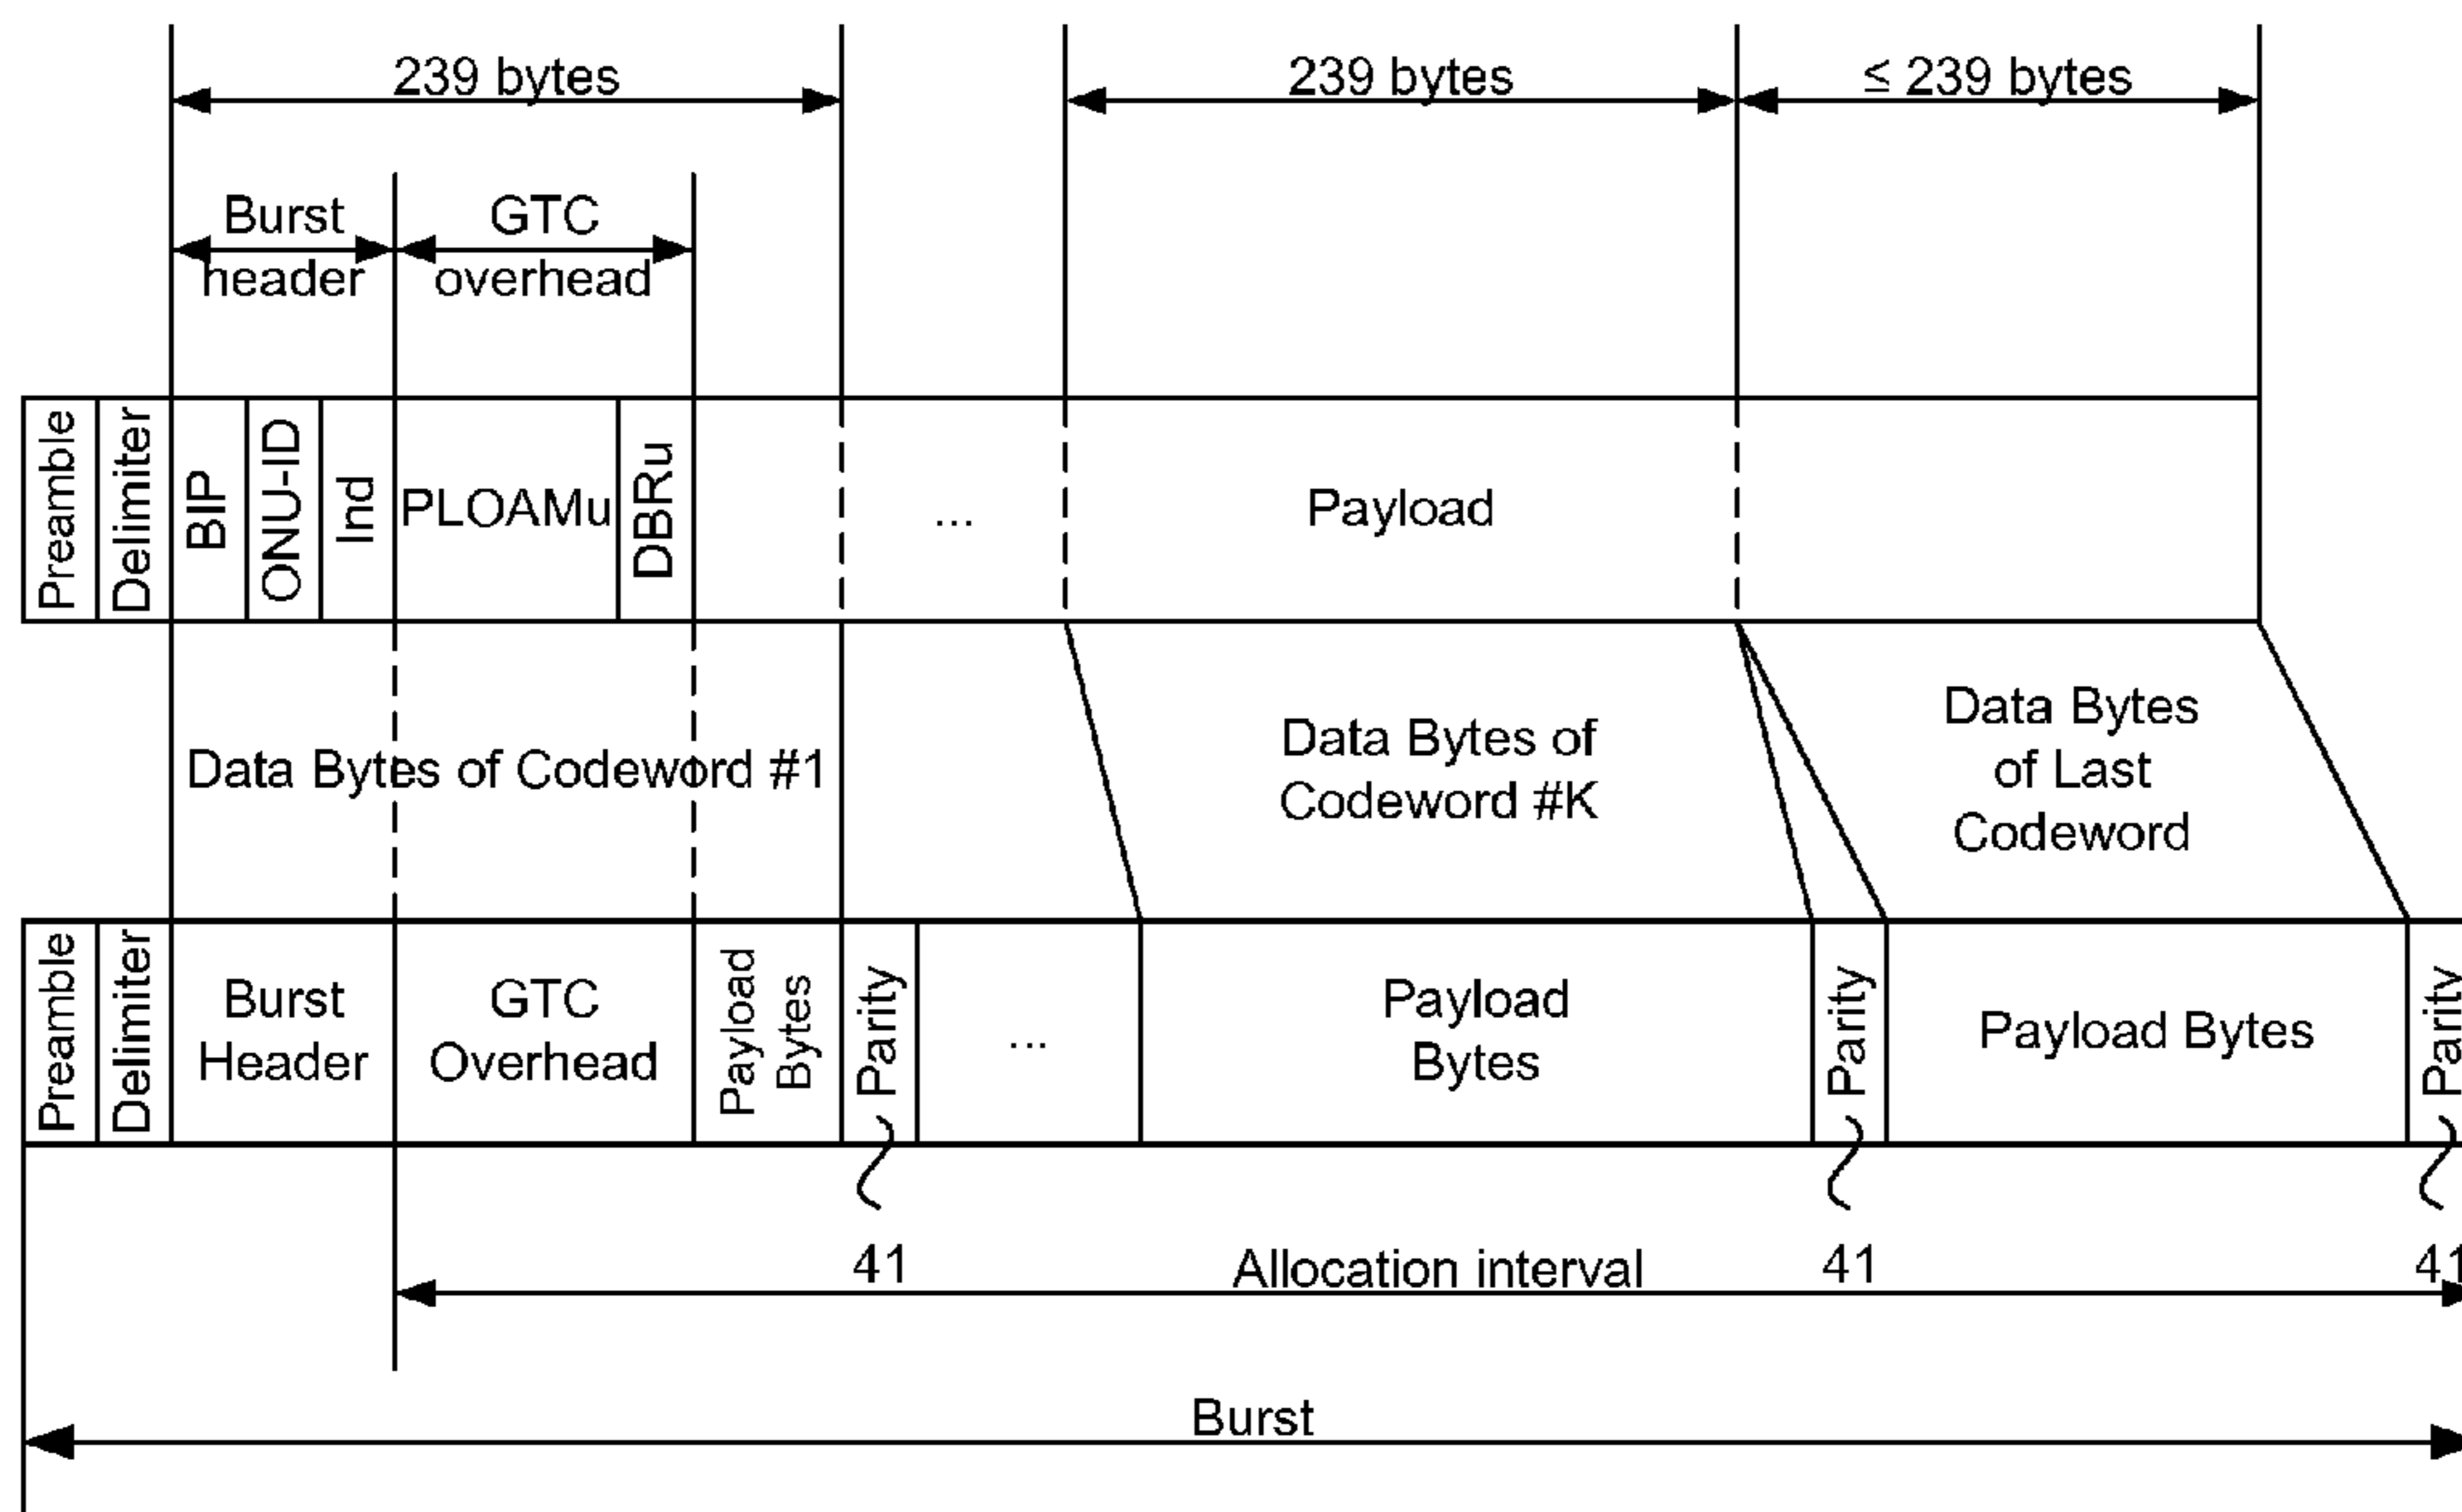 239 bytes
239 bytes
≤ 239 bytes
Burst
header
GTC
overhead
Preamble
Delimiter
BIP
ONU-ID
Ind
PLOAMu
DBRu
...
Payload
Data Bytes of Codeword #1
Data Bytes of
Codeword #K
Data Bytes
of Last
Codeword
Preamble
Delimiter
Burst
Header
GTC
Overhead
Payload
Bytes
Parity
...
Payload
Bytes
Parity
Payload Bytes
Parity
41
Allocation interval
41
41
Burst